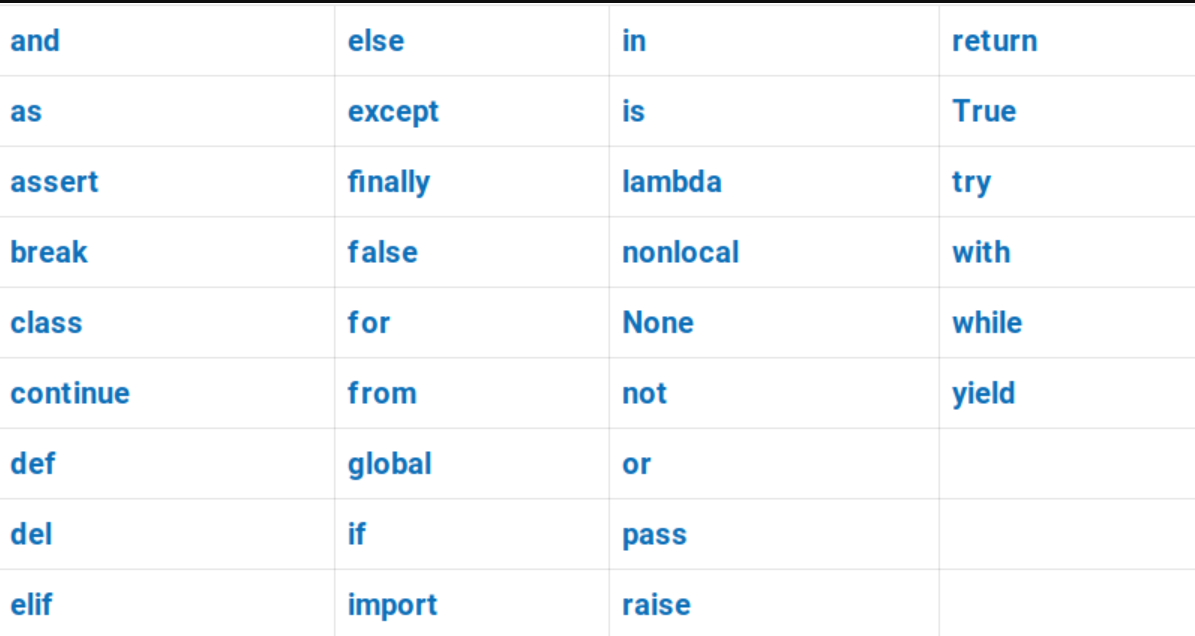 and else in return
as except is True
assert finally lambda try
break false nonlocal with
class for None while
continue from not yield
def global or
del if pass
elif import raise